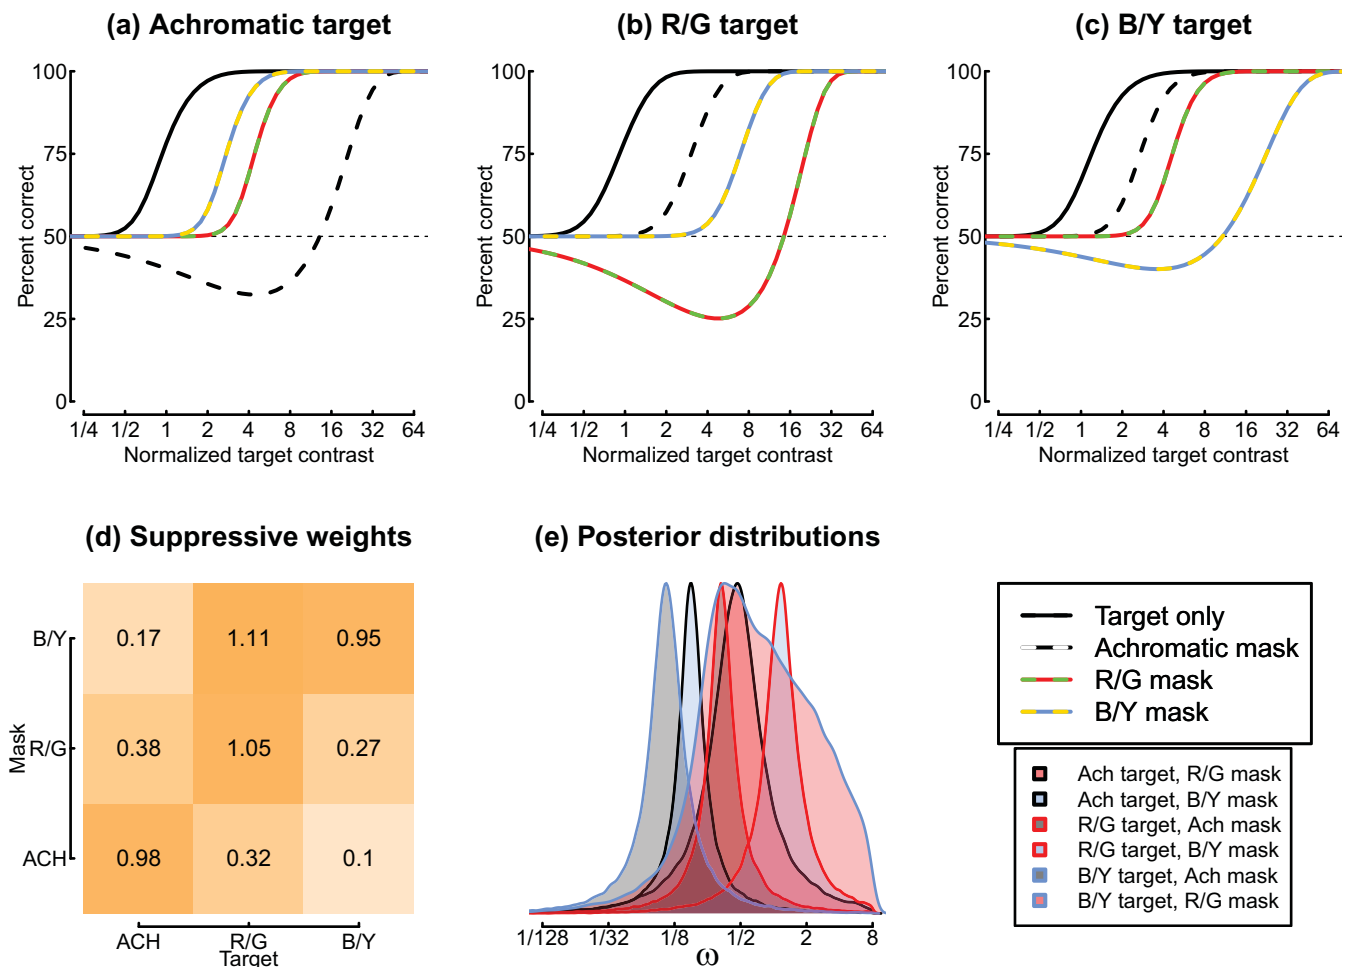 (a) Achromatic target
(b) R/G target
(c) B/Y target
100
75
50
25
0
Percent correct
1/4 1/2 1 2 4 8 16 32 64
Normalized target contrast
100
75
50
25
0
Percent correct
1/4 1/2 1 2 4 8 16 32 64
Normalized target contrast
100
75
50
25
0
Percent correct
1/4 1/2 1 2 4 8 16 32 64
Normalized target contrast
(d) Suppressive weights
B/Y 0.17 1.11 0.95
R/G 0.38 1.05 0.27
ACH 0.98 0.32 0.1
Mask
ACH R/G B/Y
Target
(e) Posterior distributions
1/128 1/32 1/8 1/2 2 8
ω
Target only
Achromatic mask
R/G mask
B/Y mask
Ach target, R/G mask
Ach target, B/Y mask
R/G target, Ach mask
R/G target, B/Y mask
B/Y target, Ach mask
B/Y target, R/G mask